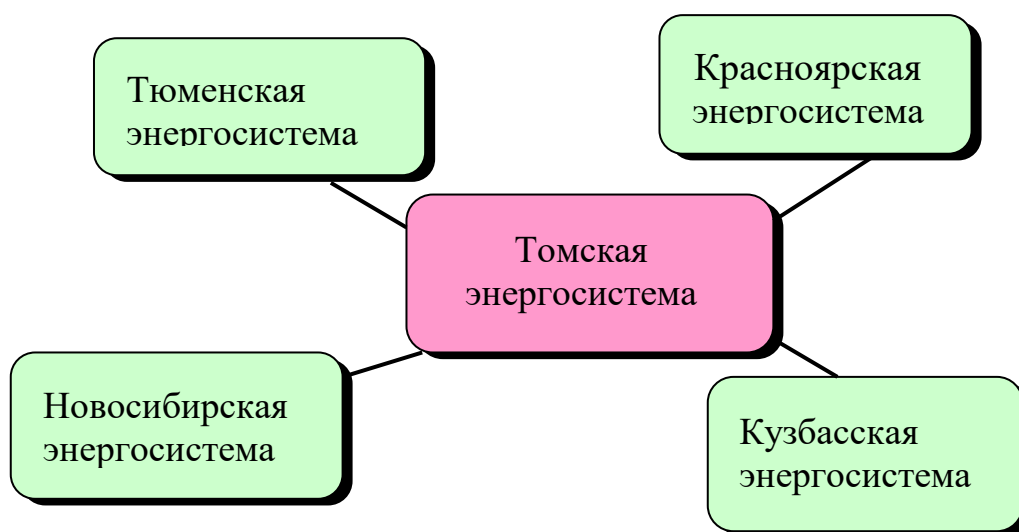 Тюменская
энергосистема
Красноярская
энергосистема
Томская
энергосистема
Новосибирская
энергосистема
Кузбасская
энергосистема